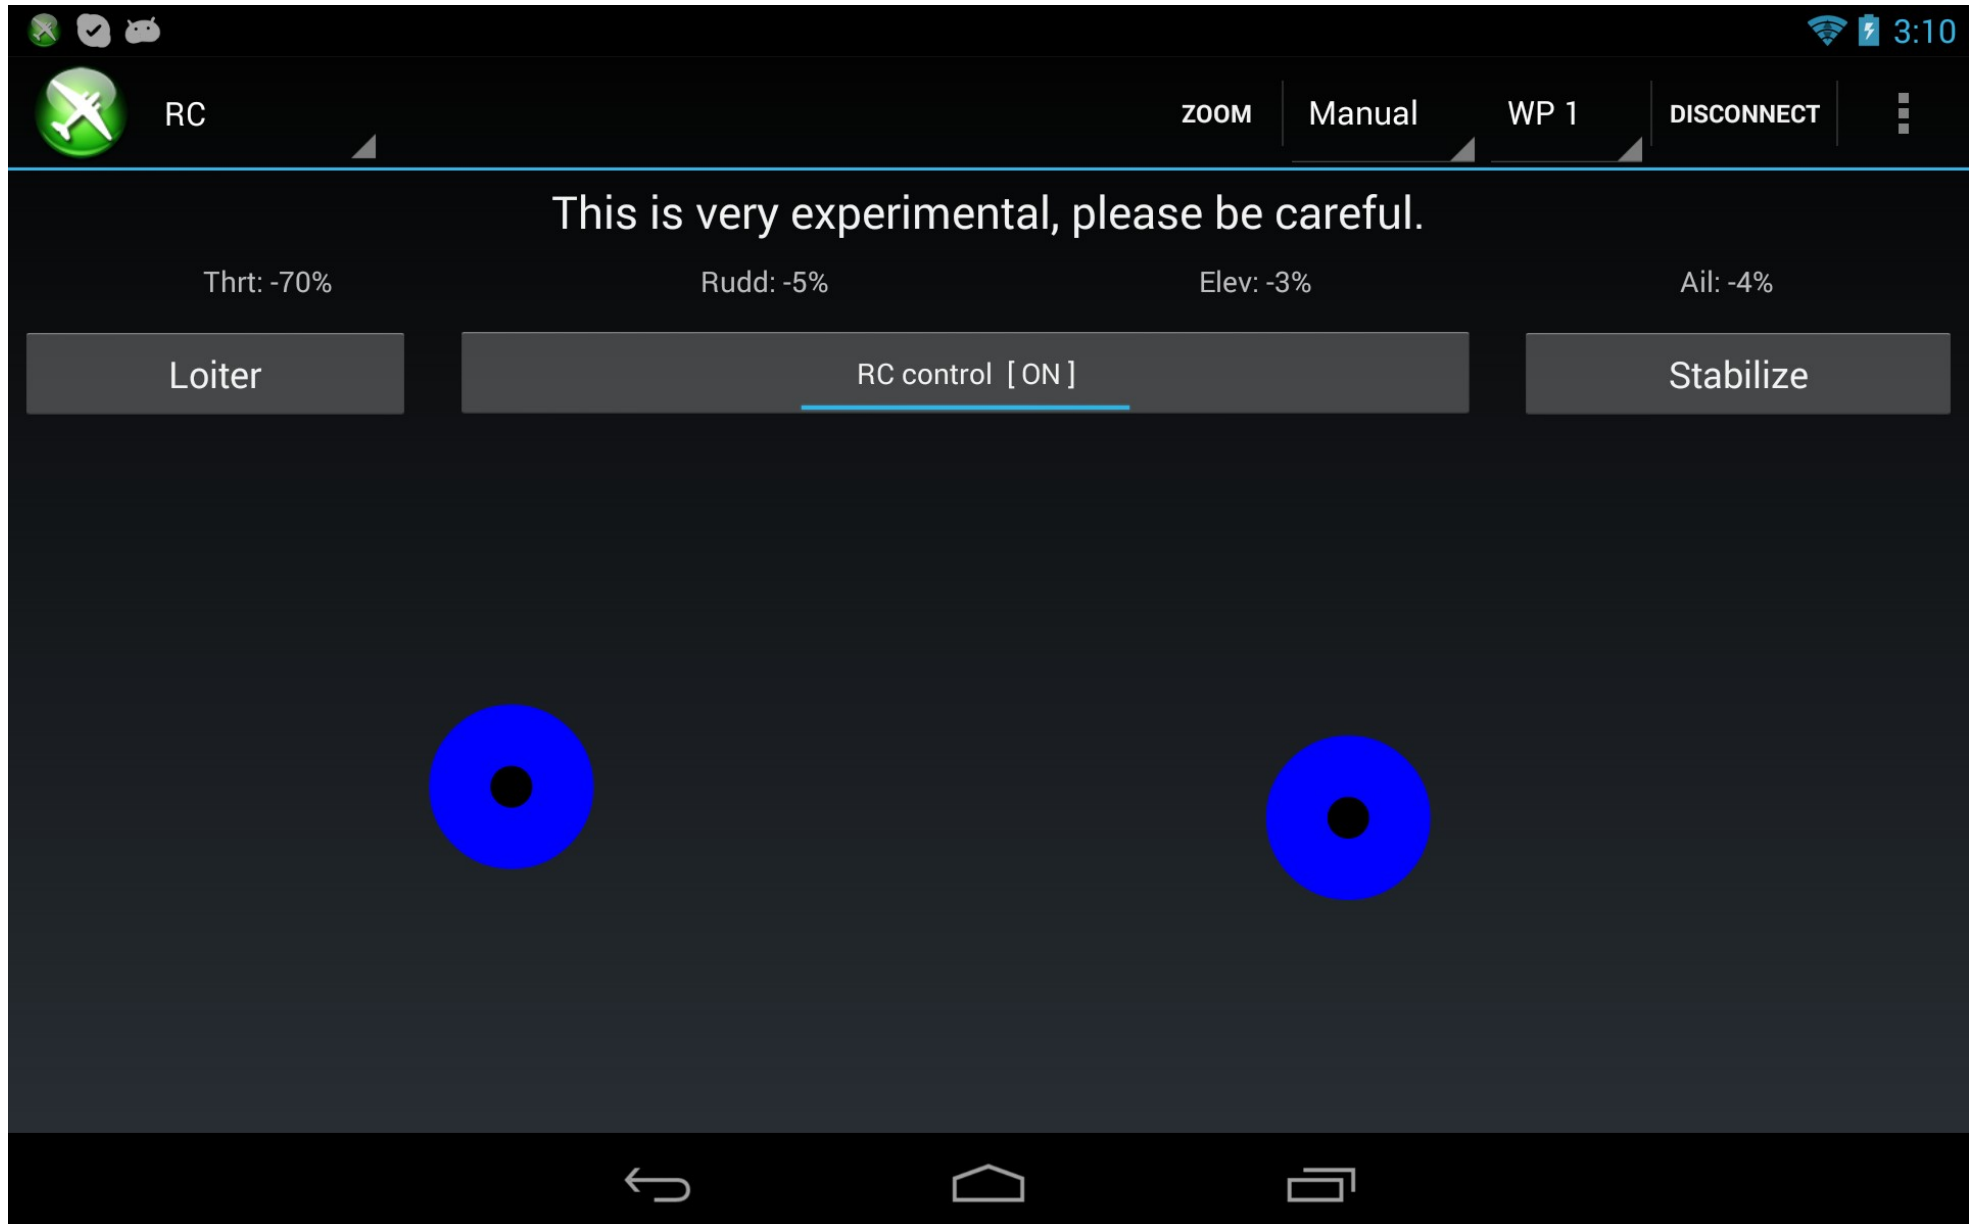 3:10
RC ZOOM Manual WP 1 DISCONNECT
This is very experimental, please be careful.
Thrt: -70% Rudd: -5% Elev: -3% Ail: -4%
Loiter RC control [ ON ] Stabilize